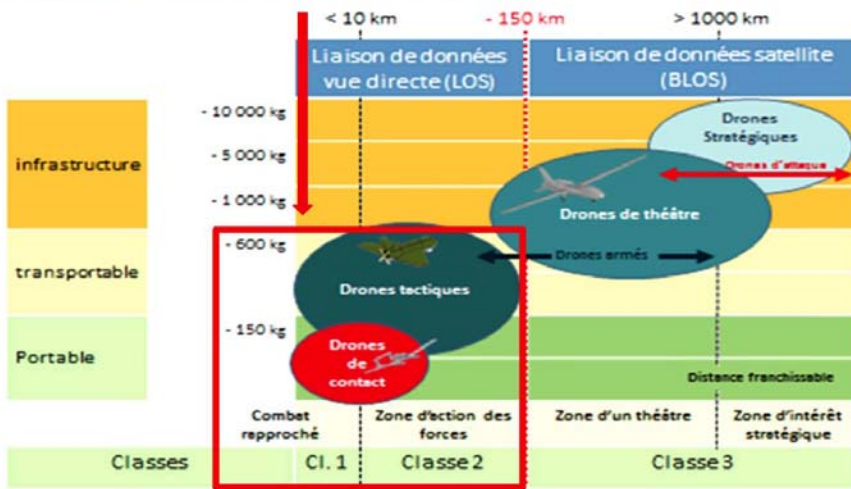 < 10 km
- 150 km
> 1000 km
Liaison de données
vue directe (LOS)
Liaison de données satellite
(BLOS)
- 10 000 kg
Drones
Stratégiques
- 5 000 kg
infrastructure
Drones d'attaque
- 1 000 kg
Drones de théâtre
- 600 kg
Drones armés
transportable
Drones tactiques
- 150 kg
Portable
Drones
de
contact
Distance franchissable
Combat
rapproché
Zone d'action des
forces
Zone d'un théâtre
Zone d'intérêt
stratégique
Classes
Cl. 1
Classe 2
Classe 3